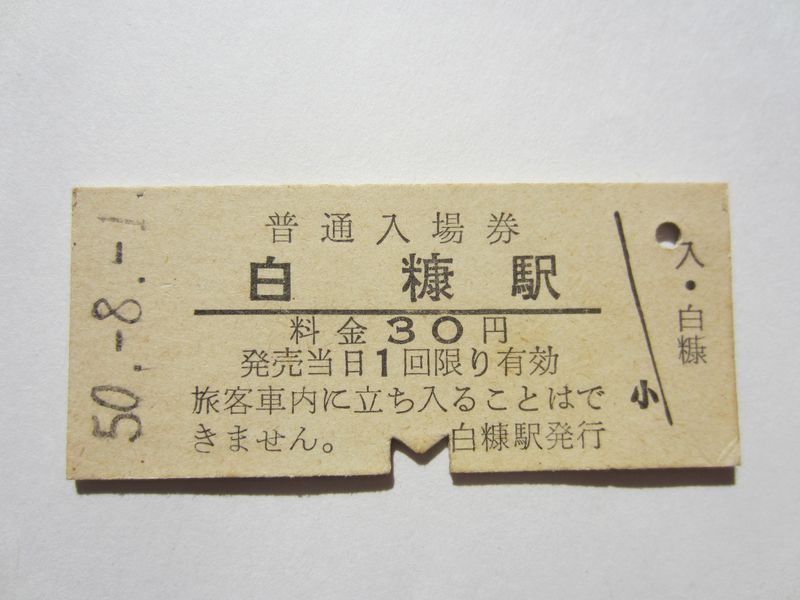 50.-8.-1
普通入場券
白糠駅
料金30円
発売当日1回限り有効
旅客車内に立ち入ることはで
きません。 白糠駅発行
小
入・白糠